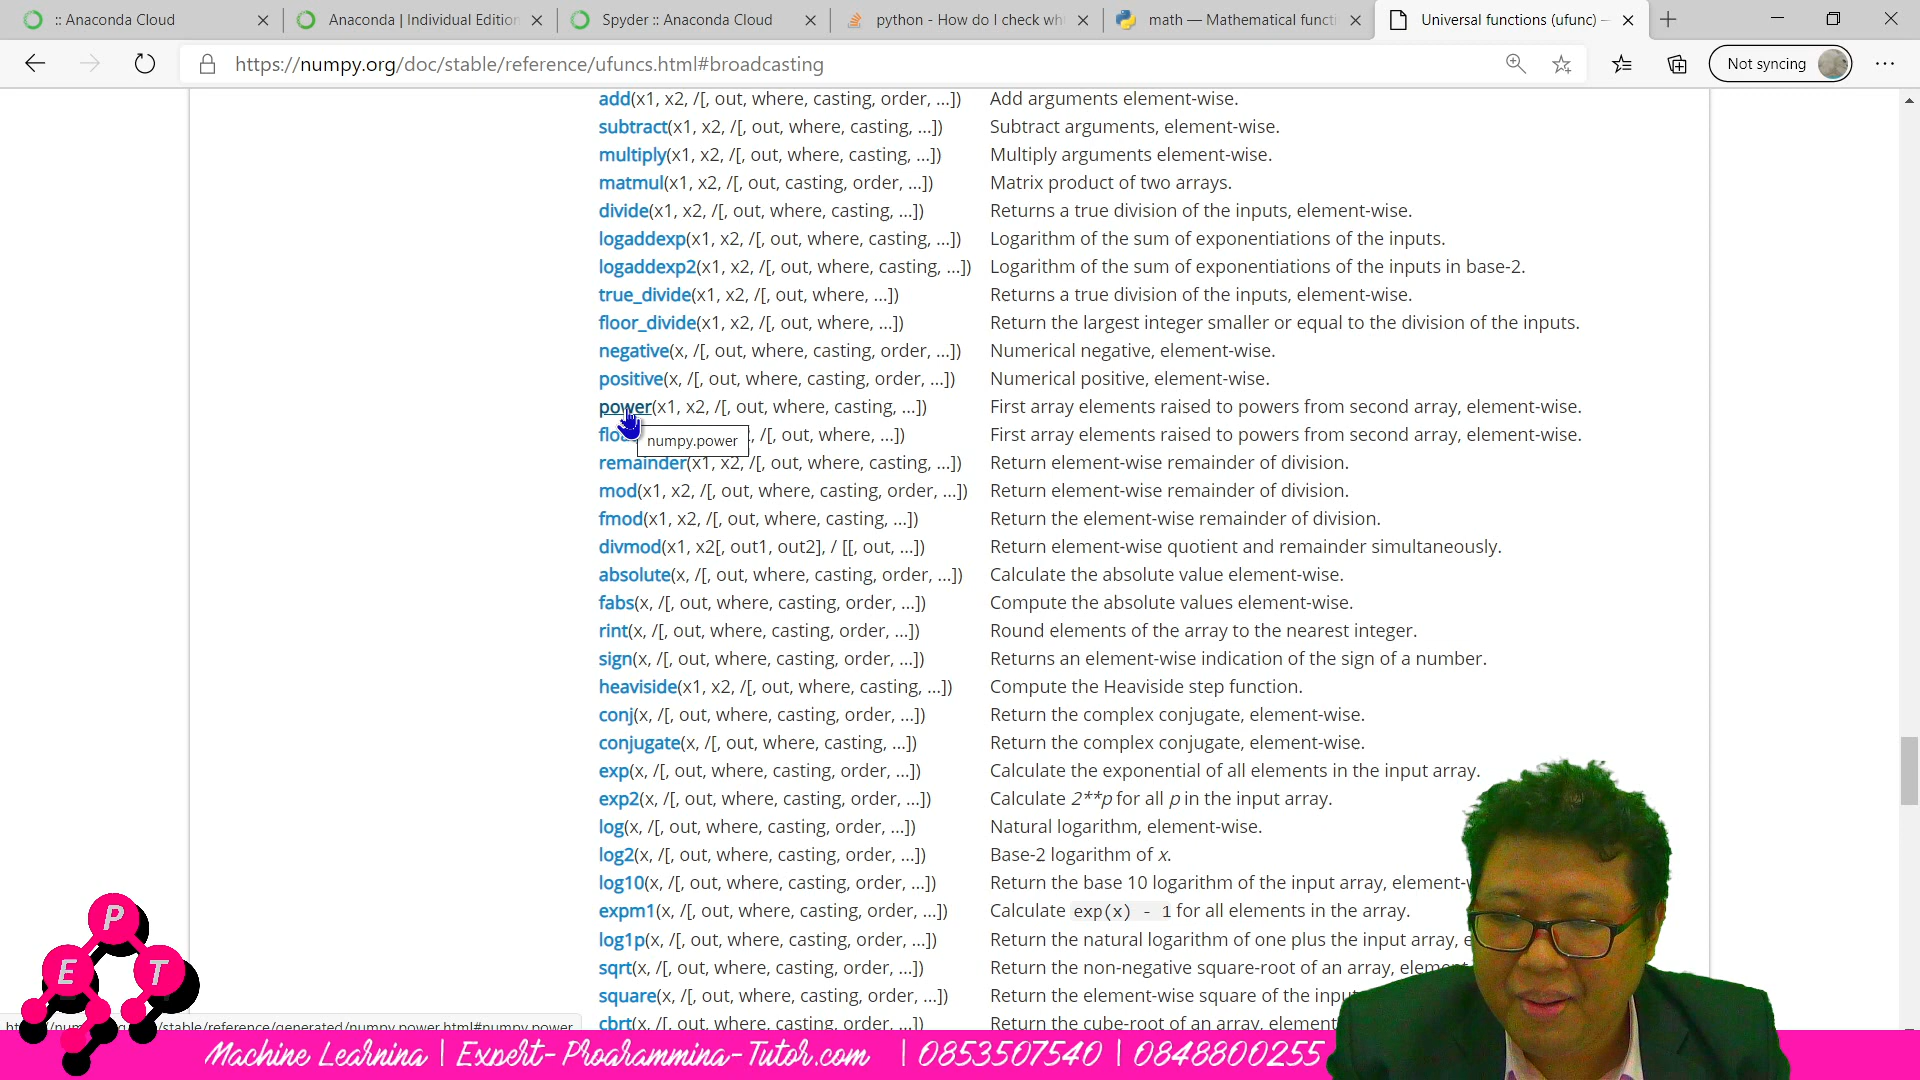 :: Anaconda Cloud
Anaconda | Individual Edition
Spyder :: Anaconda Cloud
python - How do I check wh
math — Mathematical functi
Universal functions (ufunc) –
https://numpy.org/doc/stable/reference/ufuncs.html#broadcasting
Not syncing
add(x1, x2, /[, out, where, casting, order, ...]) Add arguments element-wise.
subtract(x1, x2, /[, out, where, casting, ...]) Subtract arguments, element-wise.
multiply(x1, x2, /[, out, where, casting, ...]) Multiply arguments element-wise.
matmul(x1, x2, /[, out, casting, order, ...]) Matrix product of two arrays.
divide(x1, x2, /[, out, where, casting, ...]) Returns a true division of the inputs, element-wise.
logaddexp(x1, x2, /[, out, where, casting, ...]) Logarithm of the sum of exponentiations of the inputs.
logaddexp2(x1, x2, /[, out, where, casting, ...]) Logarithm of the sum of exponentiations of the inputs in base-2.
true_divide(x1, x2, /[, out, where, ...]) Returns a true division of the inputs, element-wise.
floor_divide(x1, x2, /[, out, where, ...]) Return the largest integer smaller or equal to the division of the inputs.
negative(x, /[, out, where, casting, order, ...]) Numerical negative, element-wise.
positive(x, /[, out, where, casting, order, ...]) Numerical positive, element-wise.
power(x1, x2, /[, out, where, casting, ...]) First array elements raised to powers from second array, element-wise.
flo , /[, out, where, ...]) First array elements raised to powers from second array, element-wise.
numpy.power
remainder(x1, x2, /[, out, where, casting, ...]) Return element-wise remainder of division.
mod(x1, x2, /[, out, where, casting, order, ...]) Return element-wise remainder of division.
fmod(x1, x2, /[, out, where, casting, ...]) Return the element-wise remainder of division.
divmod(x1, x2[, out1, out2], / [[, out, ...]) Return element-wise quotient and remainder simultaneously.
absolute(x, /[, out, where, casting, order, ...]) Calculate the absolute value element-wise.
fabs(x, /[, out, where, casting, order, ...]) Compute the absolute values element-wise.
rint(x, /[, out, where, casting, order, ...]) Round elements of the array to the nearest integer.
sign(x, /[, out, where, casting, order, ...]) Returns an element-wise indication of the sign of a number.
heaviside(x1, x2, /[, out, where, casting, ...]) Compute the Heaviside step function.
conj(x, /[, out, where, casting, order, ...]) Return the complex conjugate, element-wise.
conjugate(x, /[, out, where, casting, ...]) Return the complex conjugate, element-wise.
exp(x, /[, out, where, casting, order, ...]) Calculate the exponential of all elements in the input array.
exp2(x, /[, out, where, casting, order, ...]) Calculate 2**p for all p in the input array.
log(x, /[, out, where, casting, order, ...]) Natural logarithm, element-wise.
log2(x, /[, out, where, casting, order, ...]) Base-2 logarithm of x.
log10(x, /[, out, where, casting, order, ...]) Return the base 10 logarithm of the input array, element-
expm1(x, /[, out, where, casting, order, ...]) Calculate exp(x) - 1 for all elements in the array.
log1p(x, /[, out, where, casting, order, ...]) Return the natural logarithm of one plus the input array, e
sqrt(x, /[, out, where, casting, order, ...]) Return the non-negative square-root of an array, elem
square(x, /[, out, where, casting, order, ...]) Return the element-wise square of the inpu
cbrt(x, /[, out, where, casting, order, ...]) Return the cube-root of an array, element
/stable/reference/generated/numpy.power.html#numpy.power
P
E T
Machine Learning | Expert-Programming-Tutor.com | 0853507540 | 0848800255